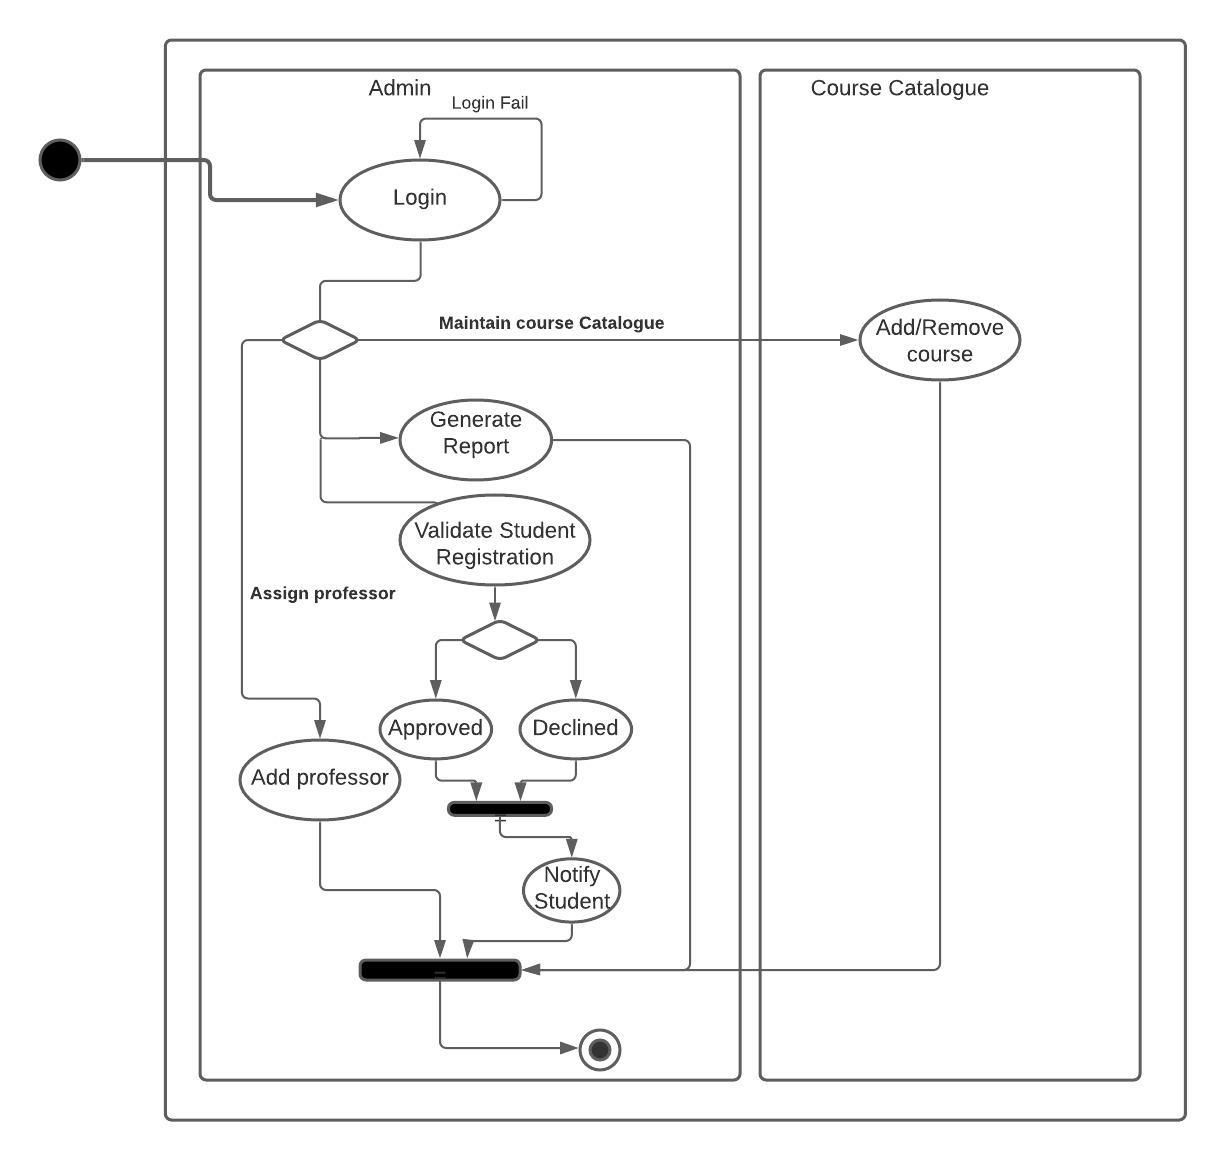 Admin
Course Catalogue
Login Fail
Login
Maintain course Catalogue
Add/Remove
course
Generate
Report
Validate Student
Registration
Assign professor
Approved
Declined
Add professor
Notify
Student